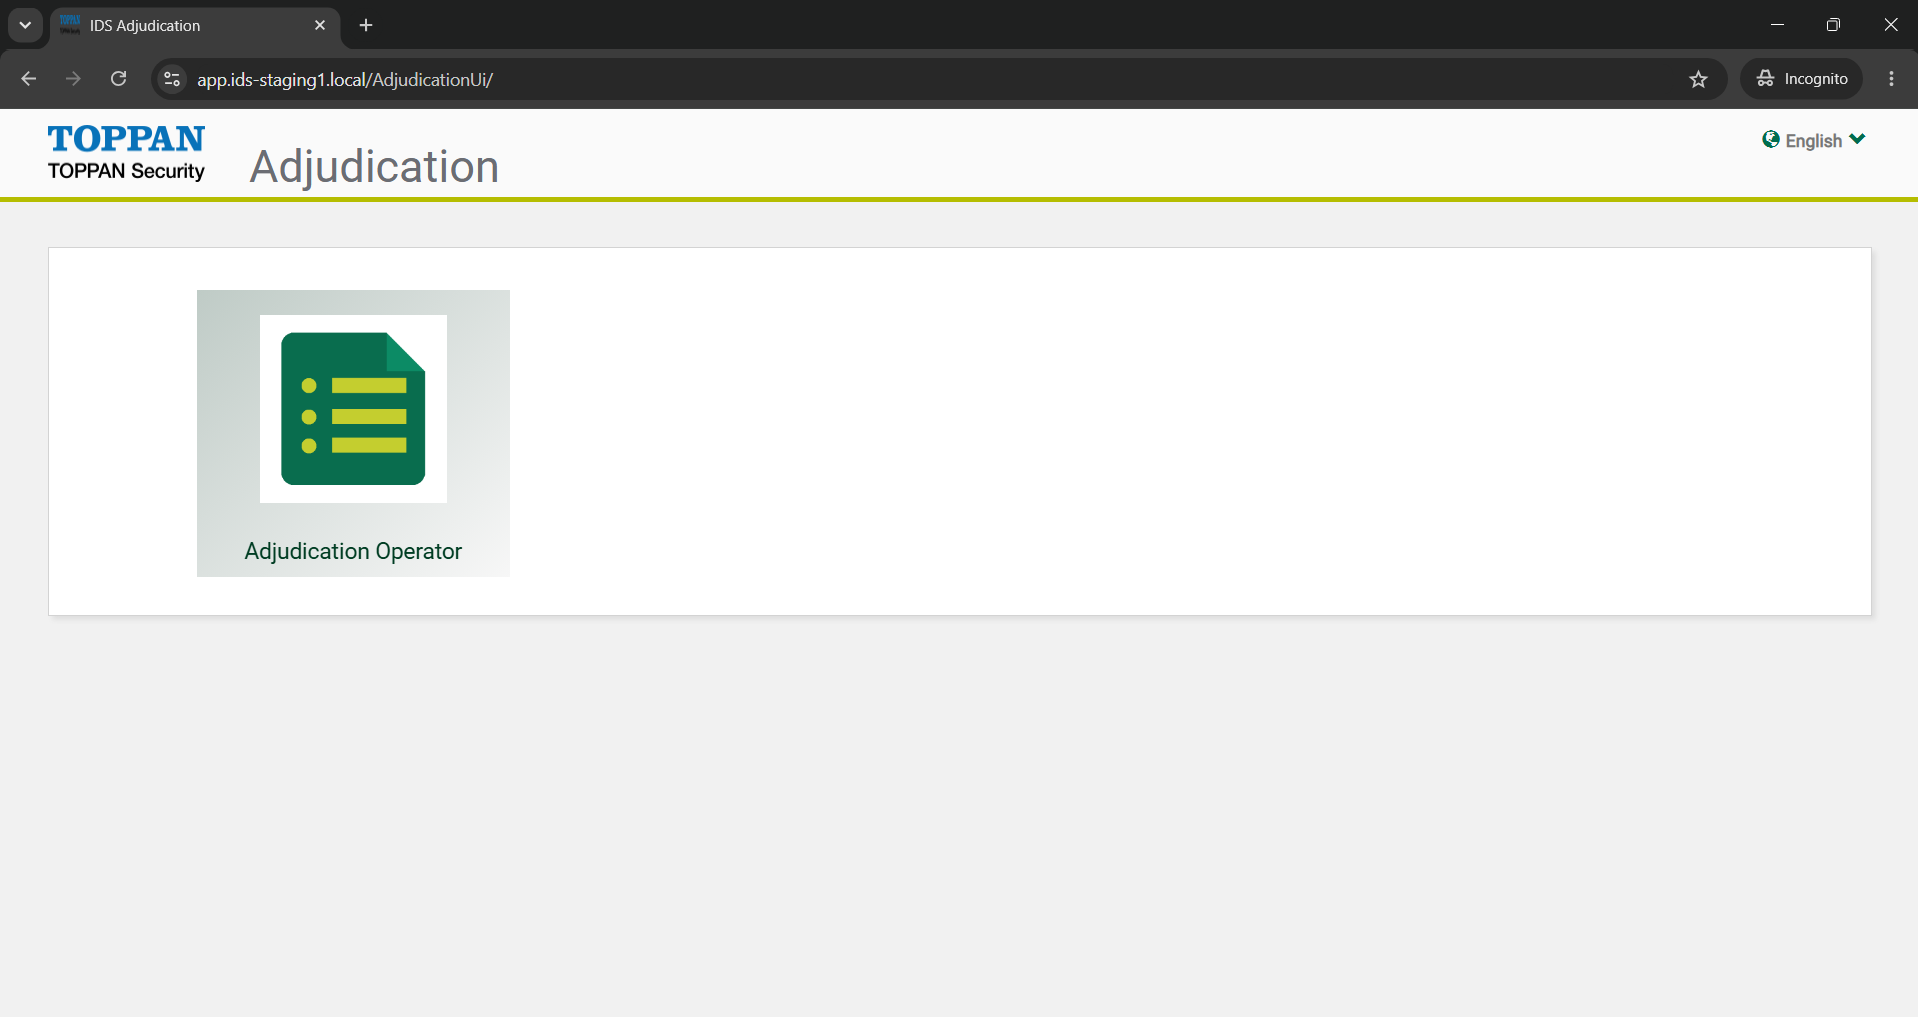 IDS Adjudication
app.ids-staging1.local/AdjudicationUi/
Incognito
TOPPAN
TOPPAN Security
Adjudication
English
Adjudication Operator